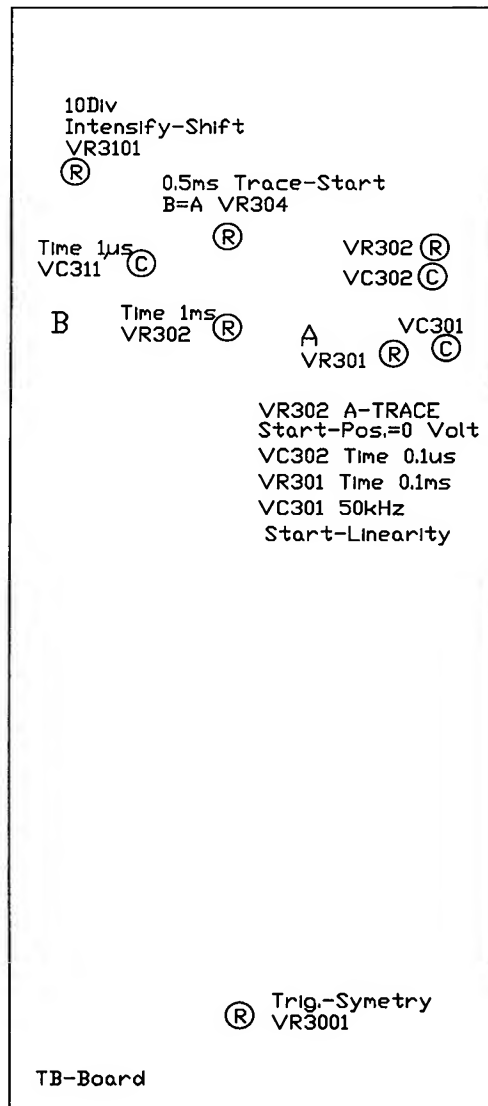 10Div
Intensify-Shift
VR3101
R
0.5ms Trace-Start
B=A VR304
R
Time 1µs
VC311 C
VR302 R
VC302 C
B
Time 1ms
VR302 R
A
VR301 R
VC301
C
VR302 A-TRACE
Start-Pos.=0 Volt
VC302 Time 0.1us
VR301 Time 0.1ms
VC301 50kHz
Start-Linearity
R Trig.-Symetry
VR3001
TB-Board